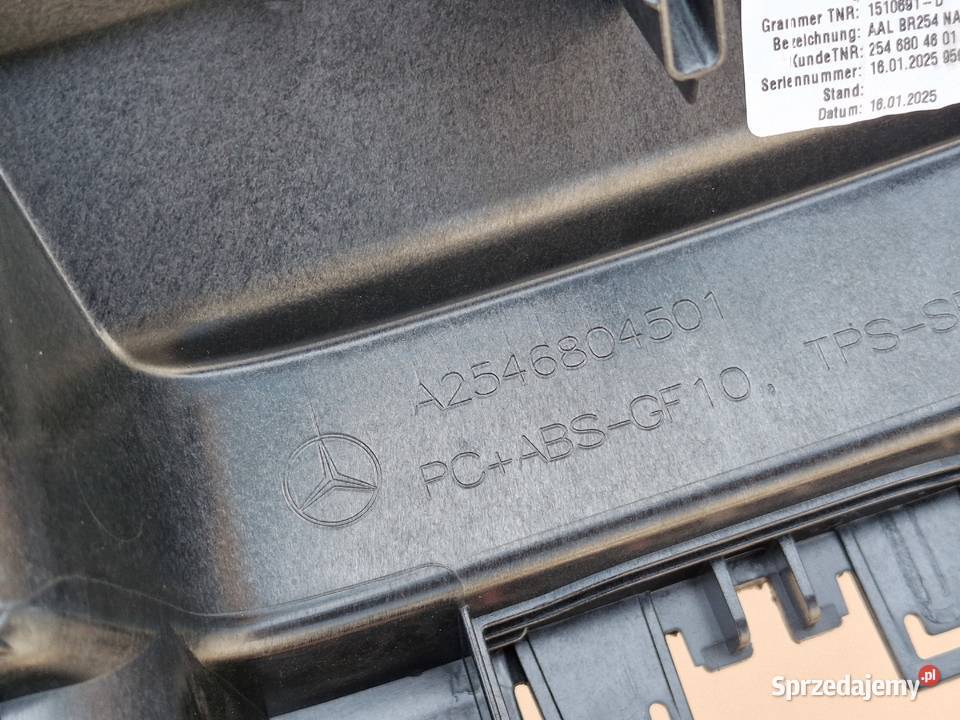 Grammer TNR: 1510691-D
Bezeichnung: AAL BR254 NA
KundeTNR: 254 680 46 01
Seriennummer: 16.01.2025
Stand:
Datum: 16.01.2025
A2546804501
PC+ABS-GF10,
Sprzedajemy.pl